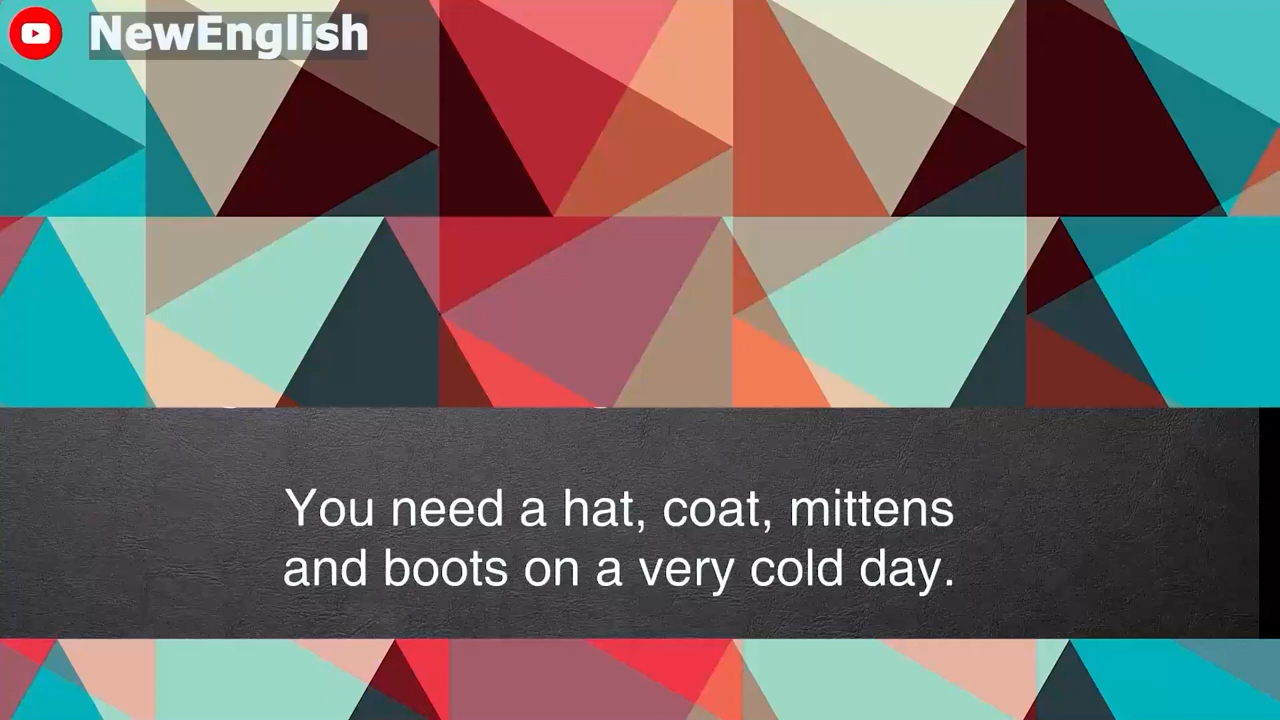 NewEnglish
You need a hat, coat, mittens
and boots on a very cold day.